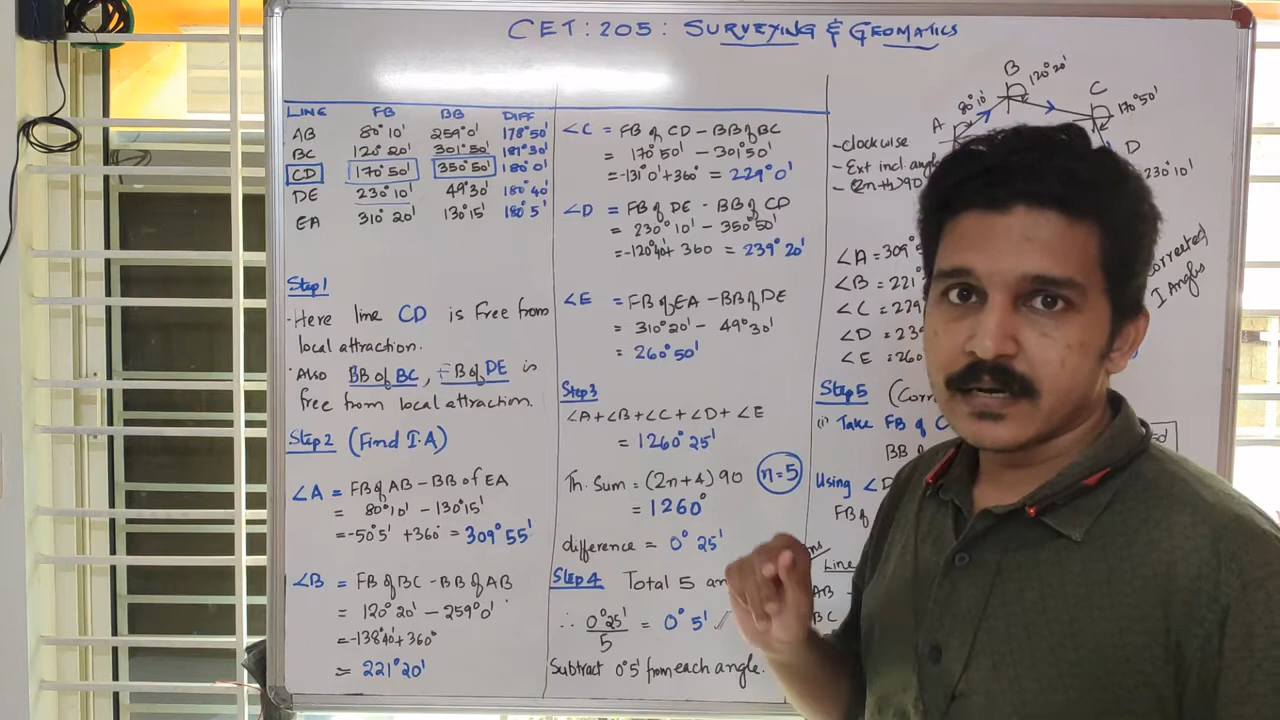 CET: 205: SURVEYING & GEOMATICS
LINE FB BB DIFF
AB 80°10' 259°0' 178°50'
BC 120°20' 301°50' 181°30'
CD 170°50' 350°50' 180°0'
DE 230°10' 49°30' 180°40'
EA 310°20' 130°15' 180°5'
Step 1
·Here line CD is free from
local attraction.
·Also BB of BC, FB of DE is
free from local attraction.
Step 2 (Find I.A)
∠A = FB of AB - BB of EA
= 80°10' - 130°15'
= -50°5' + 360° = 309°55'
∠B = FB of BC - BB of AB
= 120°20' - 259°0'
= -138°40' + 360°
= 221°20'
∠C = FB of CD - BB of BC
= 170°50' - 301°50'
= -131°0' + 360° = 229°0'
∠D = FB of DE - BB of CD
= 230°10' - 350°50'
= -120°40' + 360 = 239°20'
∠E = FB of EA - BB of DE
= 310°20' - 49°30'
= 260°50'
Step 3
∠A + ∠B + ∠C + ∠D + ∠E
= 1260°25'
Th. Sum = (2n+4) 90 n=5
= 1260°
difference = 0°25'
Step 4 Total 5 an
∴ 0°25'
5
= 0°5'
Subtract 0°5' from each angle.
B 120°20'
80°10' C
A 170°50'
D
230°10'
-clockwise
- Ext incl. angle
- (2n+4)90
∠A = 309°
∠B = 221
∠C = 229
∠D = 23
∠E = 260
orrected
I Angles
Step 5 (Corr
(i) Take FB of C
BB
Using ∠D
FB of
Line
AB -
BC